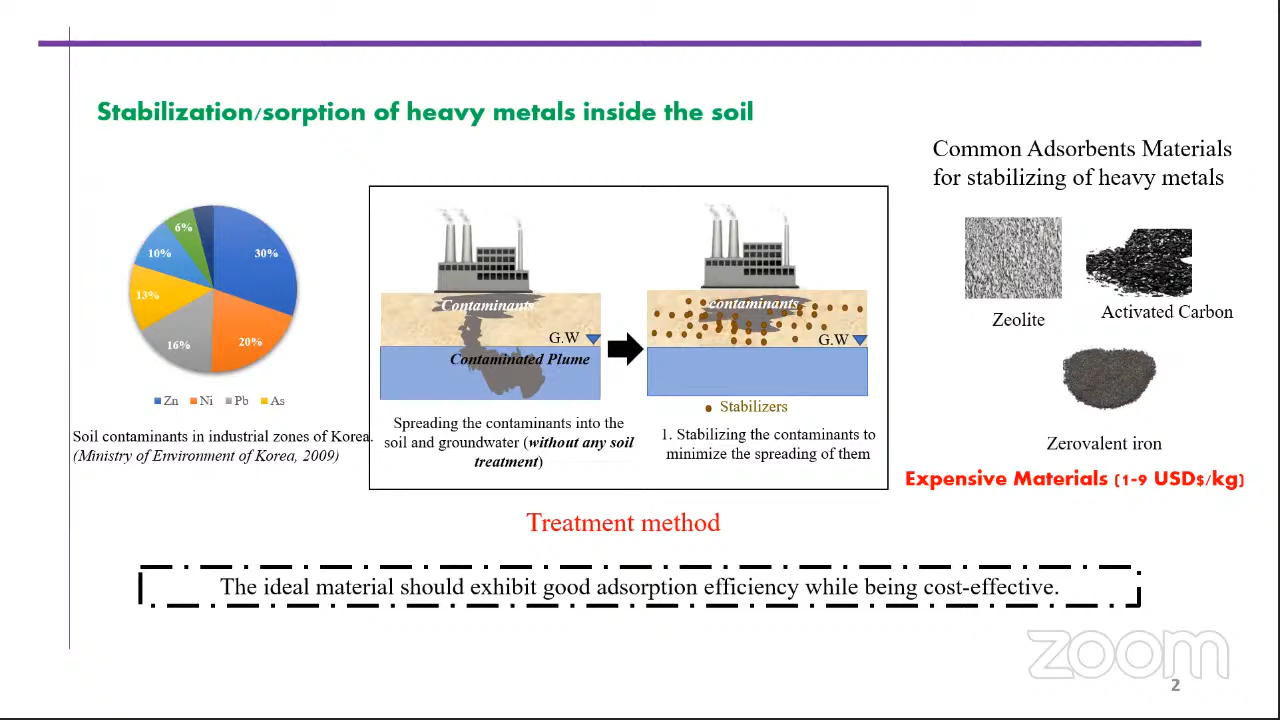 Stabilization/sorption of heavy metals inside the soil
6%
10%
13%
16%
20%
30%
Zn Ni Pb As
Soil contaminants in industrial zones of Korea.
(Ministry of Environment of Korea, 2009)
Contaminants
G.W
Contaminated Plume
Spreading the contaminants into the
soil and groundwater (without any soil
treatment)
contaminants
G.W
Stabilizers
1. Stabilizing the contaminants to
minimize the spreading of them
Treatment method
Common Adsorbents Materials
for stabilizing of heavy metals
Zeolite
Activated Carbon
Zerovalent iron
Expensive Materials (1-9 USD$/kg)
The ideal material should exhibit good adsorption efficiency while being cost-effective.
zoom
2